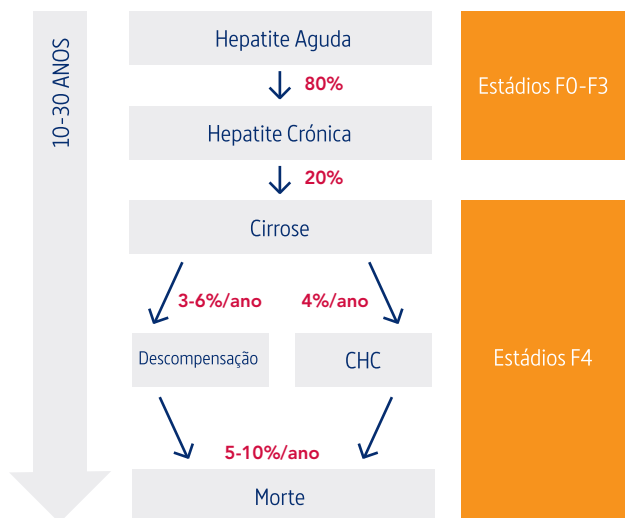 10-30 ANOS
Hepatite Aguda
80%
Estádios F0-F3
Hepatite Crónica
20%
Cirrose
3-6%/ano
4%/ano
Descompensação
CHC
Estádios F4
5-10%/ano
Morte